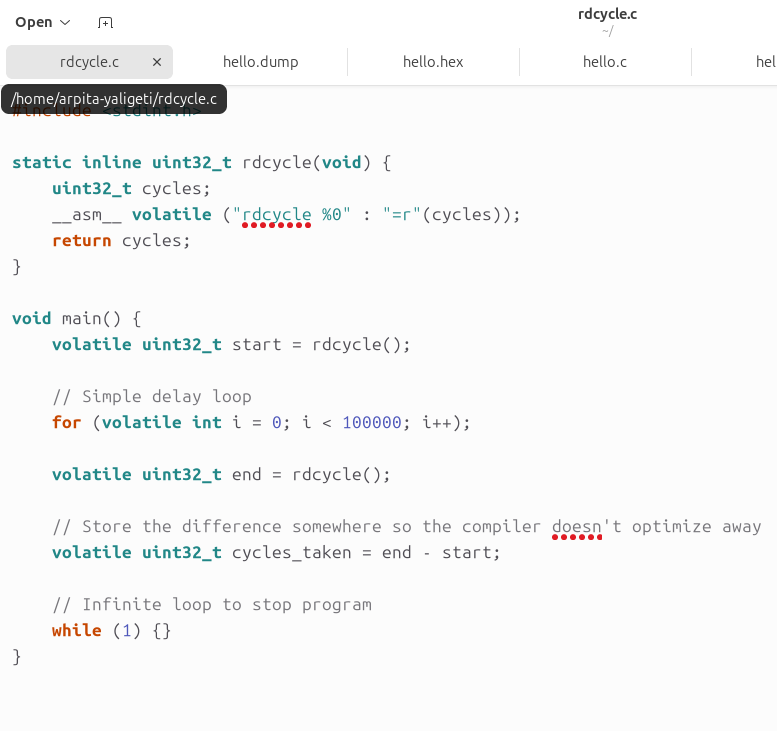 Open
rdcycle.c
~/
rdcycle.c × hello.dump hello.hex hello.c hel
/home/arpita-yaligeti/rdcycle.c
#include <stdint.h>
static inline uint32_t rdcycle(void) {
    uint32_t cycles;
    __asm__ volatile ("rdcycle %0" : "=r"(cycles));
    return cycles;
}
void main() {
    volatile uint32_t start = rdcycle();
    // Simple delay loop
    for (volatile int i = 0; i < 100000; i++);
    volatile uint32_t end = rdcycle();
    // Store the difference somewhere so the compiler doesn't optimize away
    volatile uint32_t cycles_taken = end - start;
    // Infinite loop to stop program
    while (1) {}
}